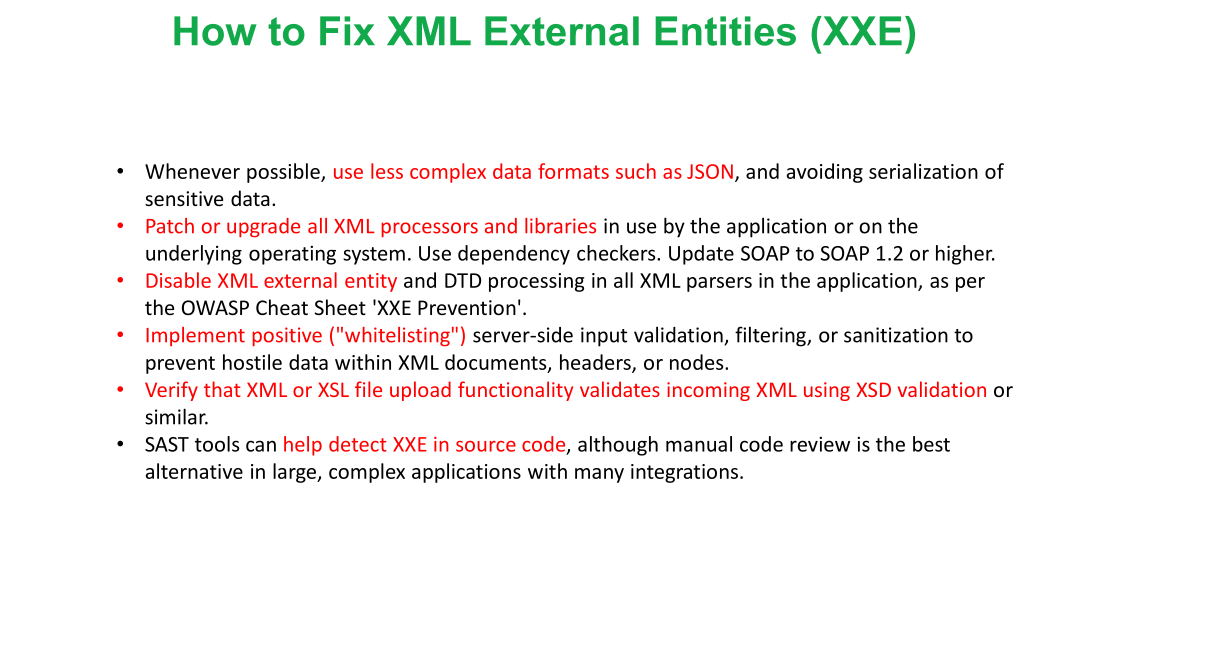 How to Fix XML External Entities (XXE)
• Whenever possible, use less complex data formats such as JSON, and avoiding serialization of
sensitive data.
• Patch or upgrade all XML processors and libraries in use by the application or on the
underlying operating system. Use dependency checkers. Update SOAP to SOAP 1.2 or higher.
• Disable XML external entity and DTD processing in all XML parsers in the application, as per
the OWASP Cheat Sheet 'XXE Prevention'.
• Implement positive ("whitelisting") server-side input validation, filtering, or sanitization to
prevent hostile data within XML documents, headers, or nodes.
• Verify that XML or XSL file upload functionality validates incoming XML using XSD validation or
similar.
• SAST tools can help detect XXE in source code, although manual code review is the best
alternative in large, complex applications with many integrations.